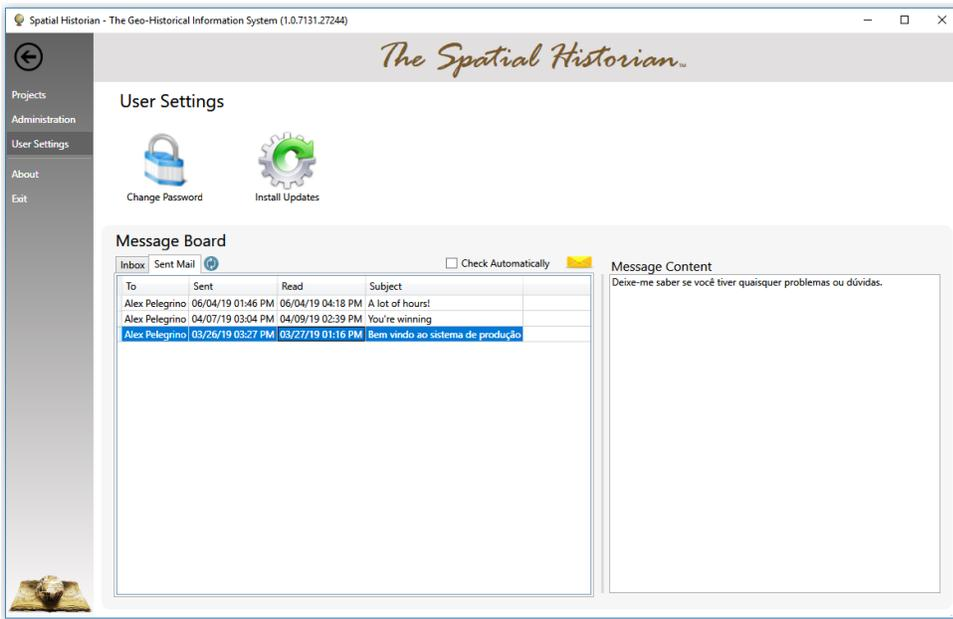 Spatial Historian - The Geo-Historical Information System (1.0.7131.27244)
The Spatial Historian™
Projects
Administration
User Settings
About
Exit
User Settings
Change Password
Install Updates
Message Board
Inbox
Sent Mail
Check Automatically
To Sent Read Subject
Alex Pelegrino 06/04/19 01:46 PM 06/04/19 04:18 PM A lot of hours!
Alex Pelegrino 04/07/19 03:04 PM 04/09/19 02:39 PM You're winning
Alex Pelegrino 03/26/19 03:27 PM 03/27/19 01:16 PM Bem vindo ao sistema de produção
Message Content
Deixe-me saber se você tiver quaisquer problemas ou dúvidas.